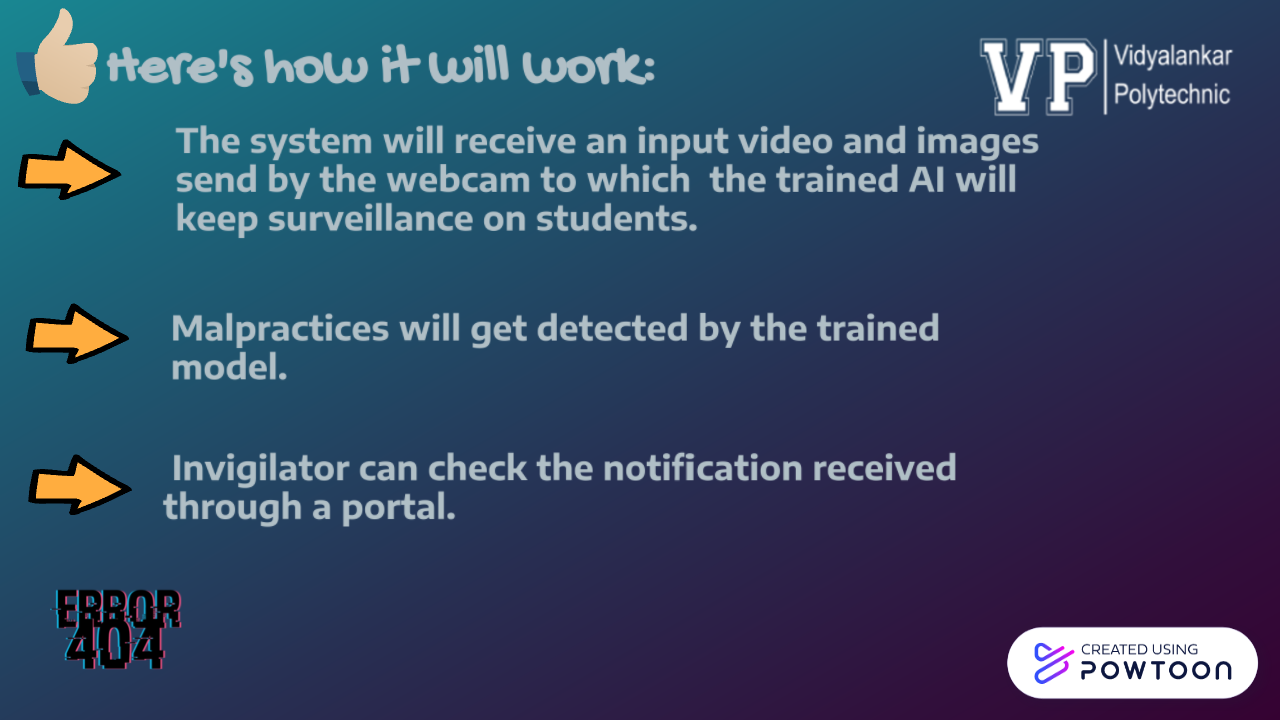 Here's how it will work:
Vidyalankar
VP
Polytechnic
The system will receive an input video and images
send by the webcam to which  the trained AI will
keep surveillance on students.
Malpractices will get detected by the trained
model.
Invigilator can check the notification received
through a portal.
ERROR
404
CREATED USING
POWTOON